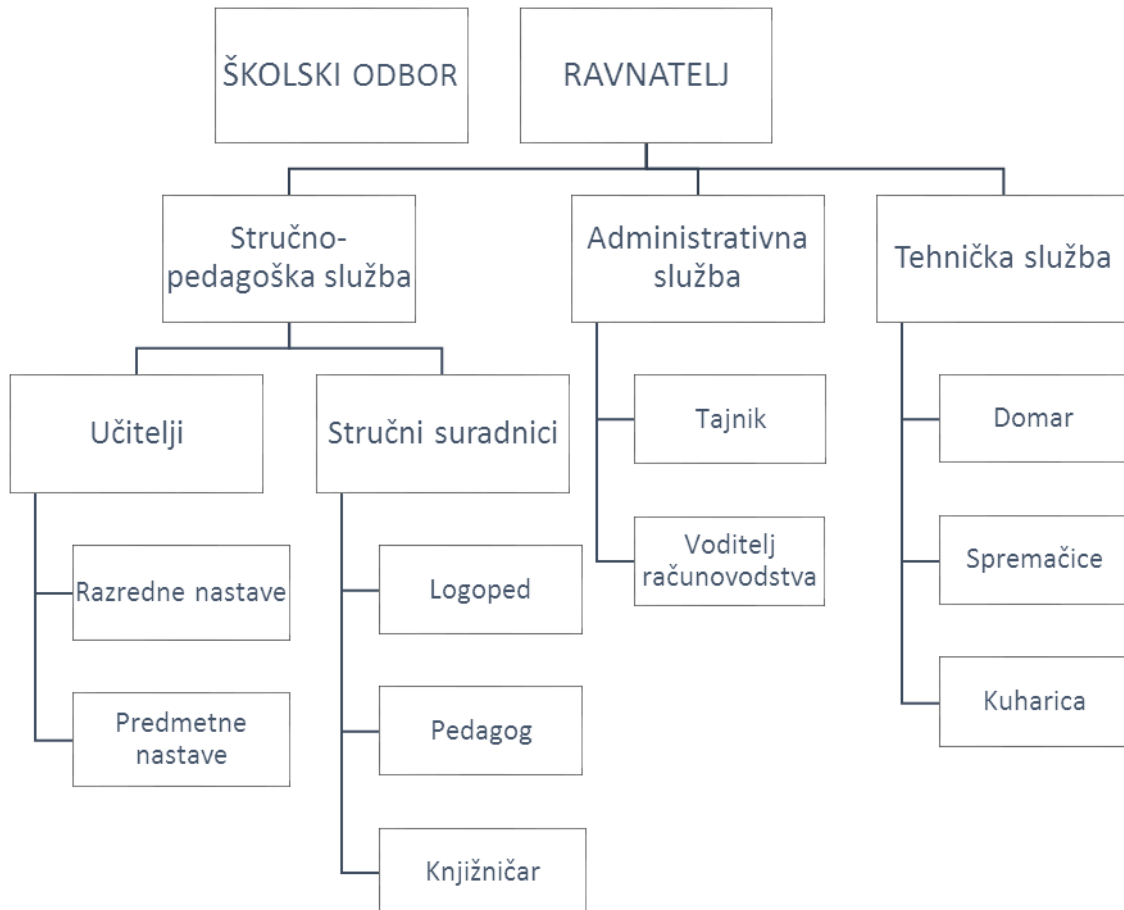 ŠKOLSKI ODBOR
RAVNATELJ
Stručno-
pedagoška služba
Administrativna
služba
Tehnička služba
Učitelji
Stručni suradnici
Tajnik
Domar
Razredne nastave
Logoped
Voditelj
računovodstva
Spremačice
Predmetne
nastave
Pedagog
Kuharica
Knjižničar